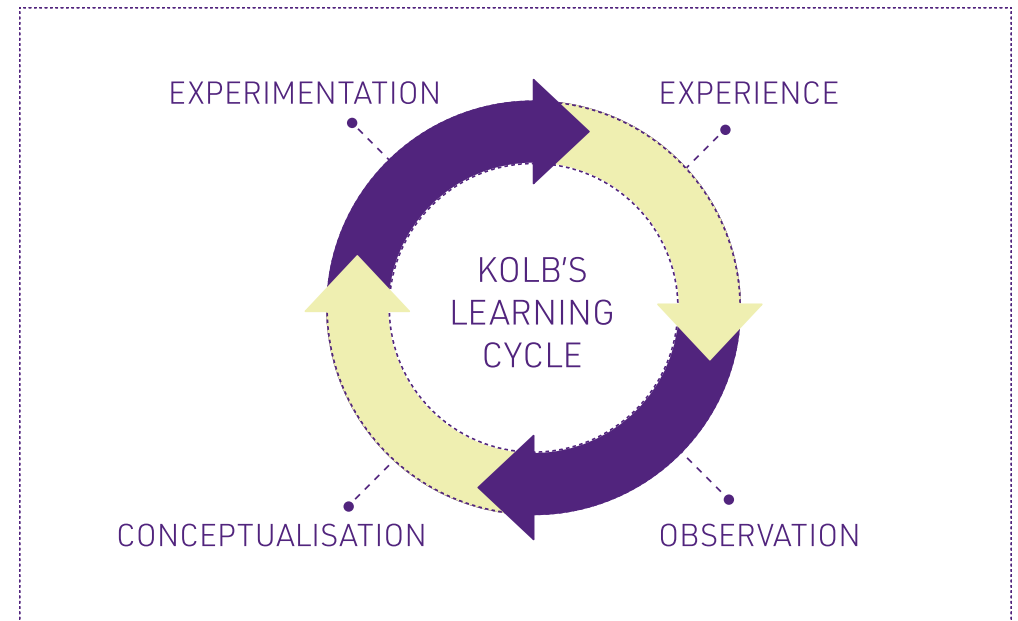 EXPERIMENTATION
EXPERIENCE
KOLB'S
LEARNING
CYCLE
CONCEPTUALISATION
OBSERVATION